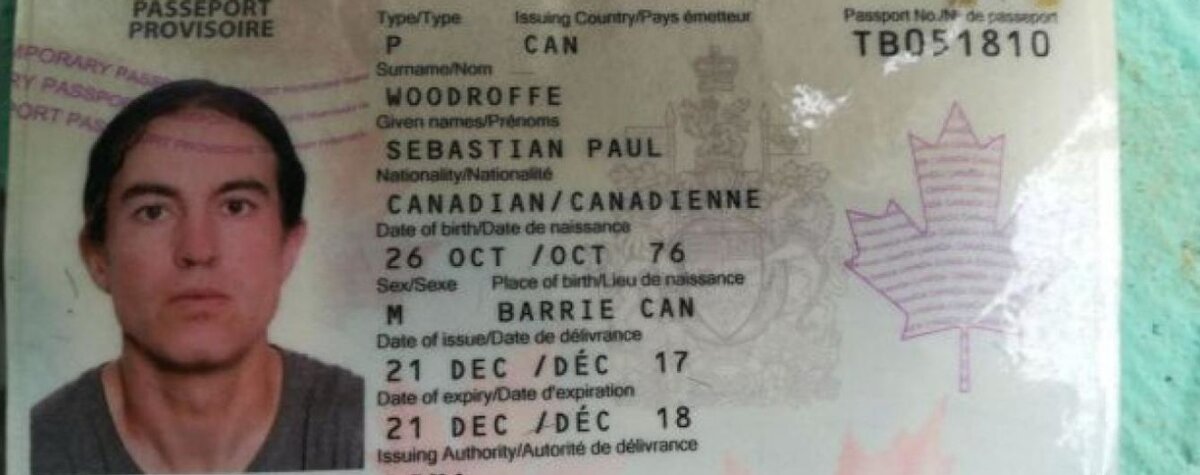 PASSEPORT
PROVISOIRE
Type/Type Issuing Country/Pays émetteur Passport No./Nº de passeport
P CAN TB051810
Surname/Nom
WOODROFFE
Given names/Prénoms
SEBASTIAN PAUL
Nationality/Nationalité
CANADIAN/CANADIENNE
Date of birth/Date de naissance
26 OCT /OCT 76
Sex/Sexe Place of birth/Lieu de naissance
M BARRIE CAN
Date of issue/Date de délivrance
21 DEC /DÉC 17
Date of expiry/Date d'expiration
21 DEC /DÉC 18
Issuing Authority/Autorité de délivrance